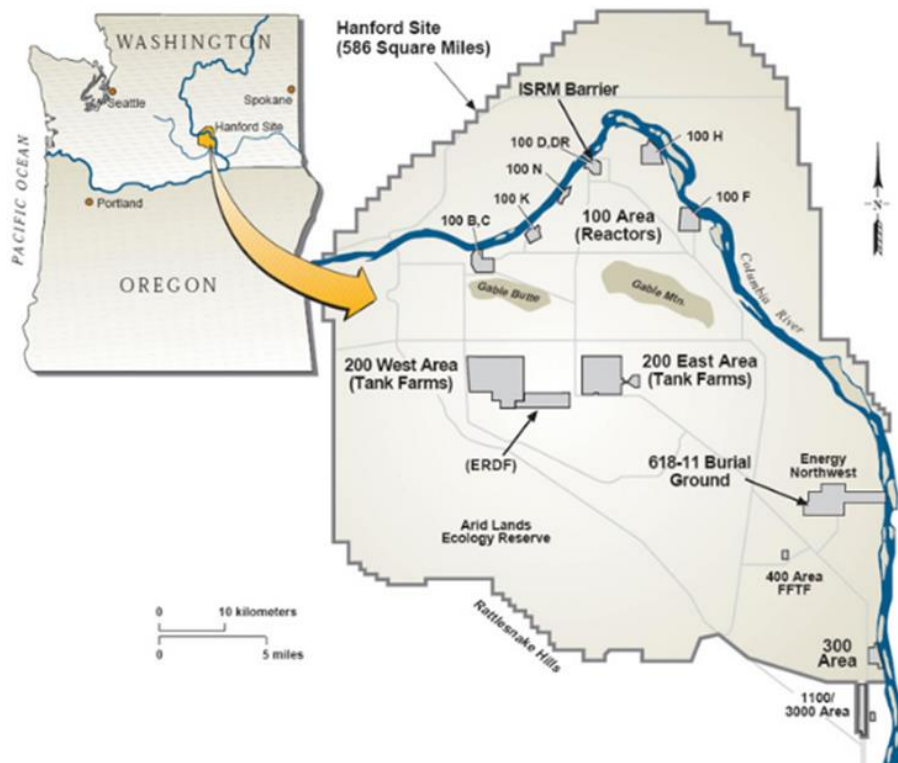 WASHINGTON
Seattle
Spokane
Hanford Site
PACIFIC OCEAN
Portland
OREGON
Hanford Site
(586 Square Miles)
ISRM Barrier
100 D,DR
100 H
100 N
100 K
100 F
100 B,C
100 Area
(Reactors)
N
Gable Butte
Gable Mtn.
Columbia River
200 West Area
(Tank Farms)
200 East Area
(Tank Farms)
(ERDF)
618-11 Burial
Ground
Energy
Northwest
Arid Lands
Ecology Reserve
400 Area
FFTF
0 10 kilometers
0 5 miles
Rattlesnake Hills
300
Area
1100/
3000 Area